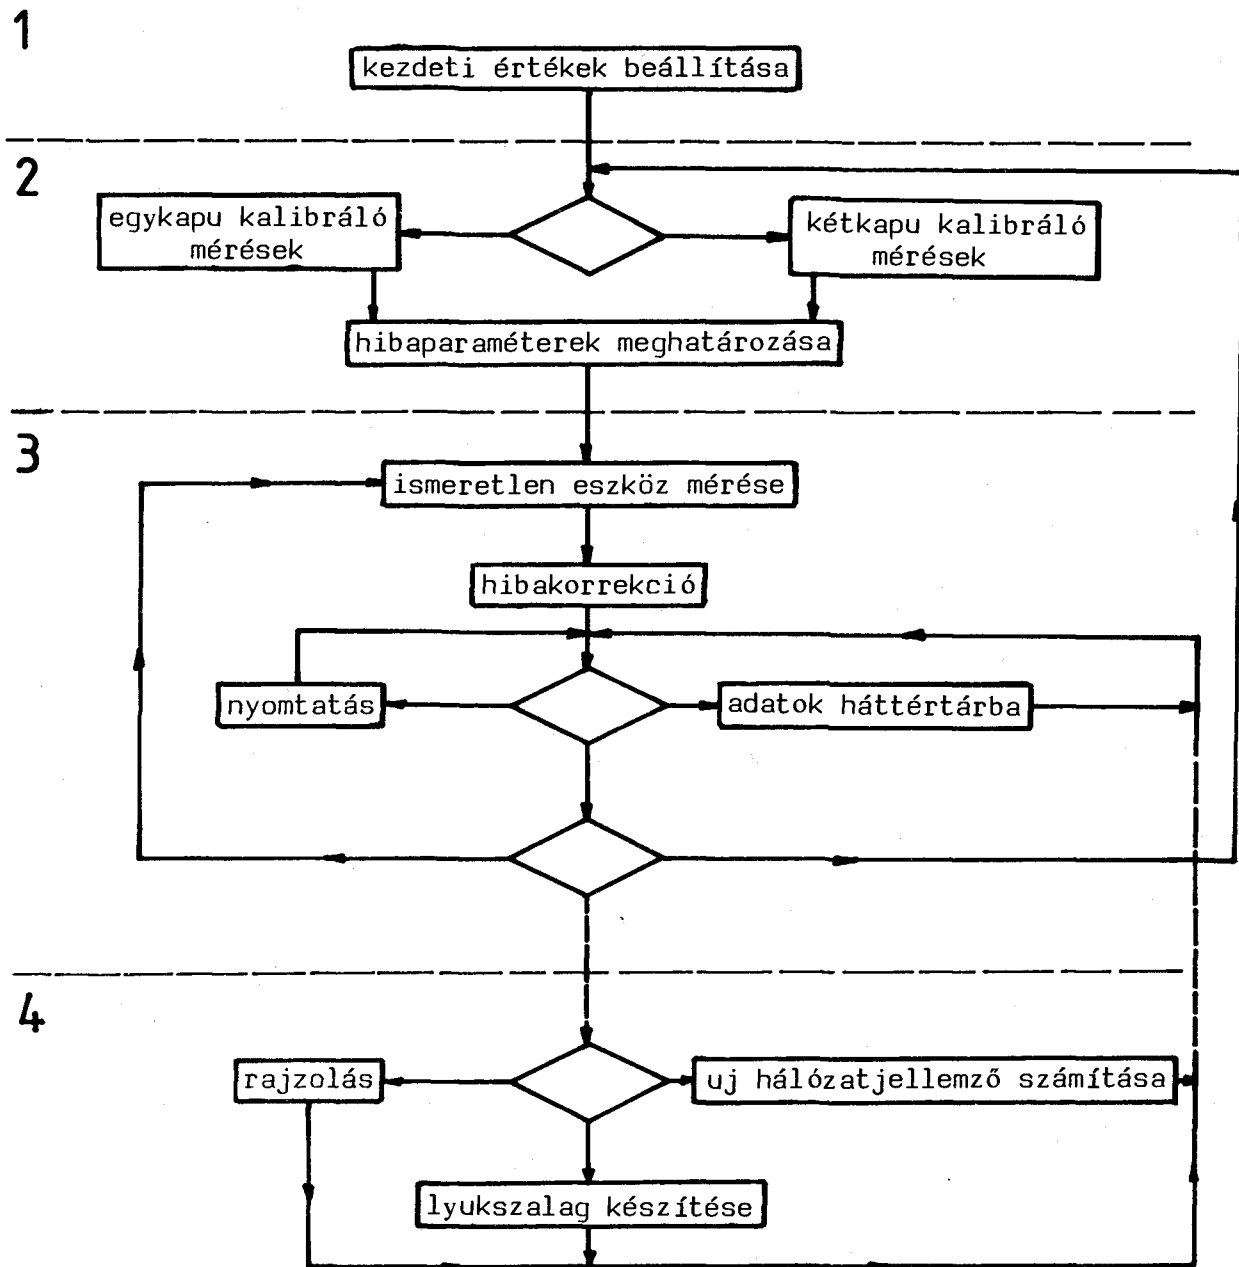 1
kezdeti értékek beállítása
2
egykapu kalibráló
mérések
kétkapu kalibráló
mérések
hibaparaméterek meghatározása
3
ismeretlen eszköz mérése
hibakorrekció
nyomtatás
adatok háttértárba
4
rajzolás
uj hálózatjellemző számítása
lyukszalag készítése